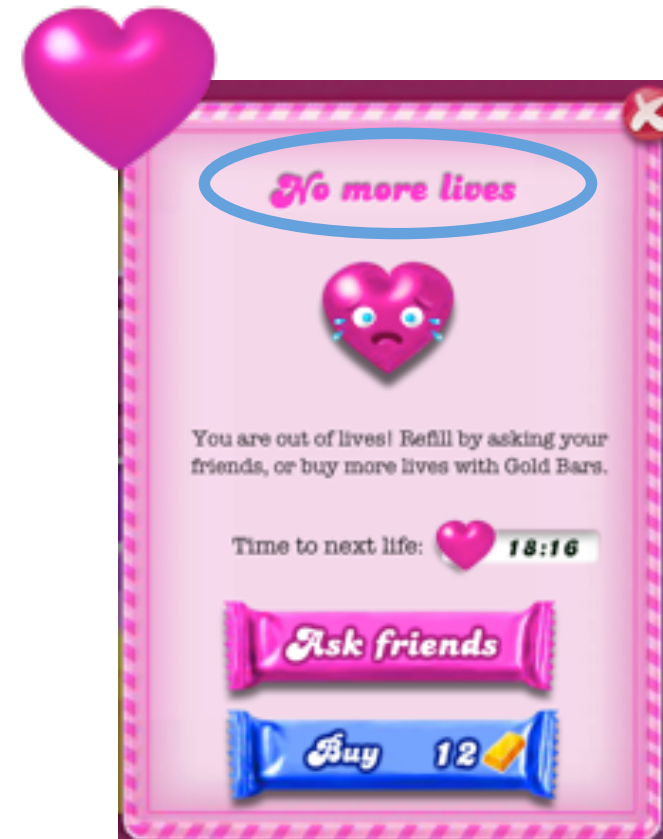 No more lives
You are out of lives! Refill by asking your
friends, or buy more lives with Gold Bars.
Time to next life: 18:16
Ask friends
Buy 12